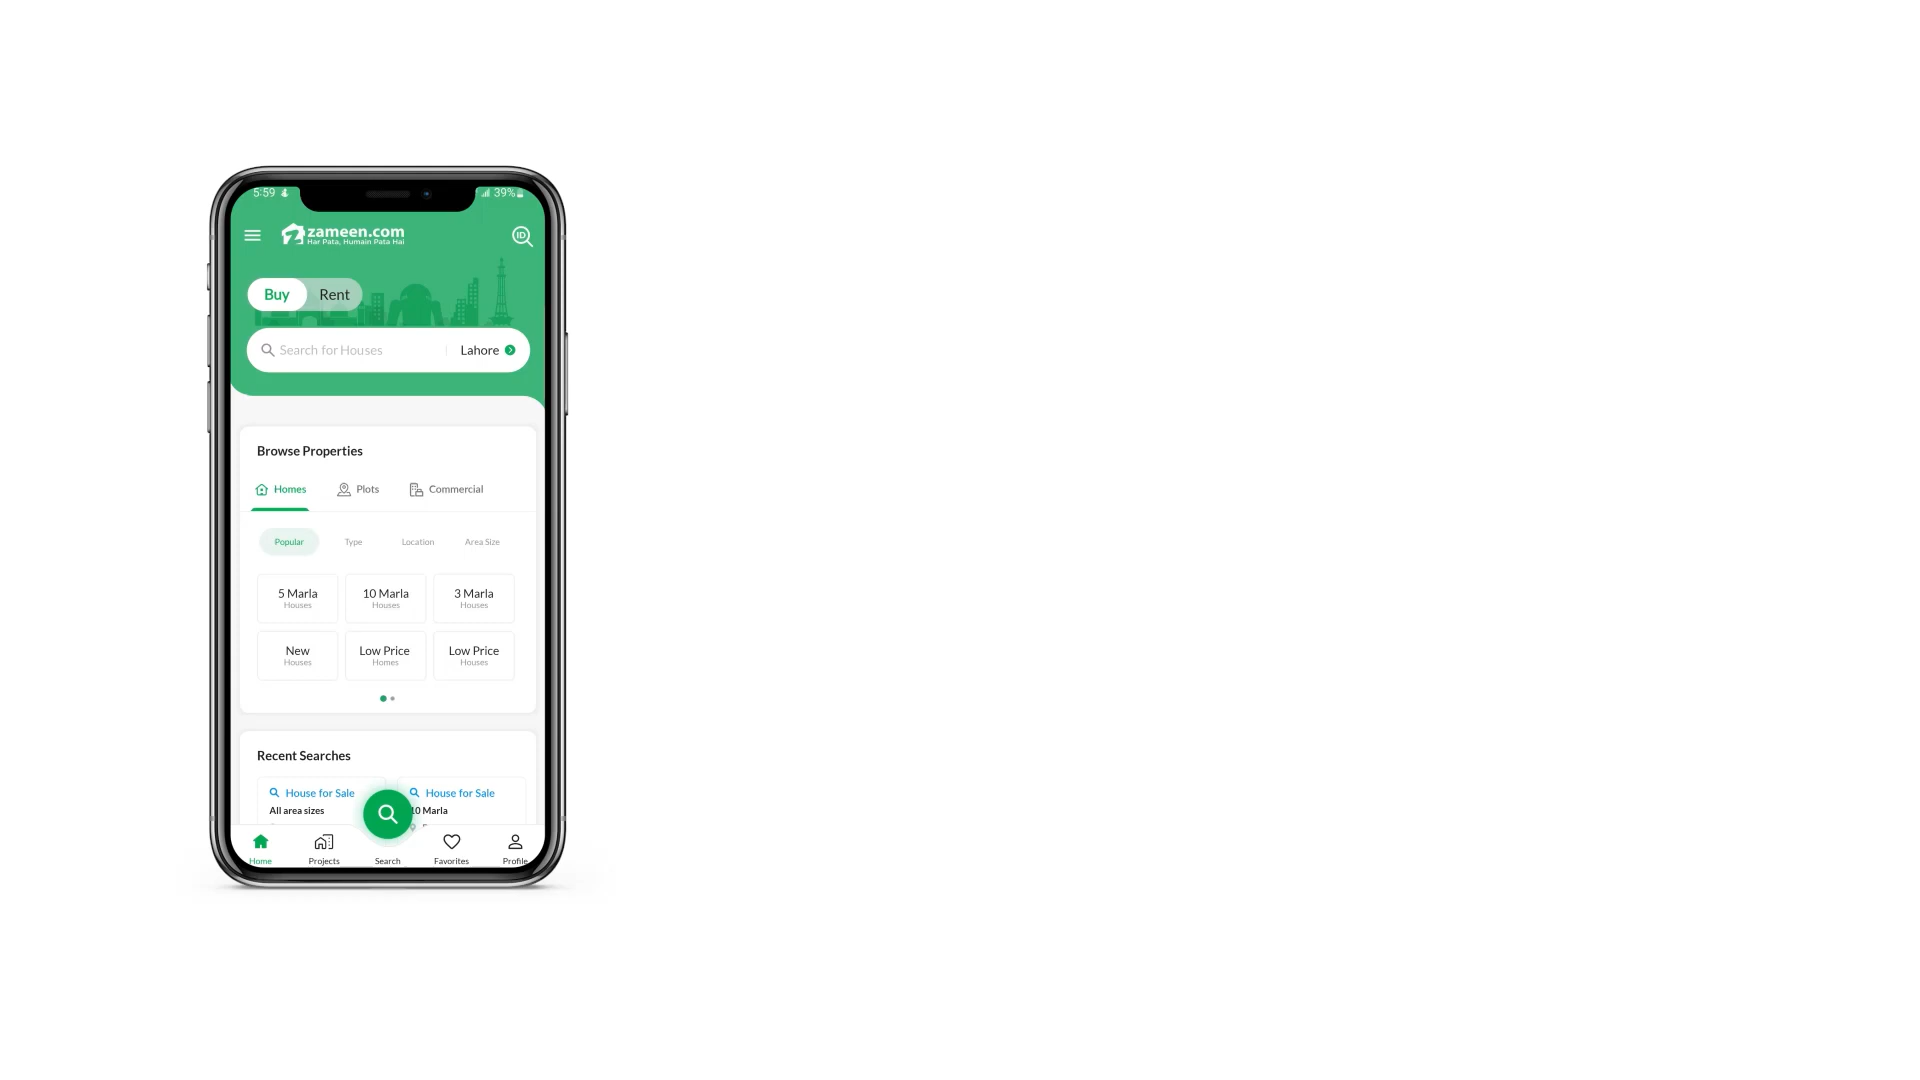 5:59
39%
zameen.com
Har Pata, Humain Pata Hai
ID
Buy Rent
Search for Houses Lahore
Browse Properties
Homes Plots Commercial
Popular Type Location Area Size
5 Marla 10 Marla 3 Marla
Houses Houses Houses
New Low Price Low Price
Houses Homes Houses
Recent Searches
House for Sale House for Sale
All area sizes 10 Marla
Home Projects Search Favorites Profile